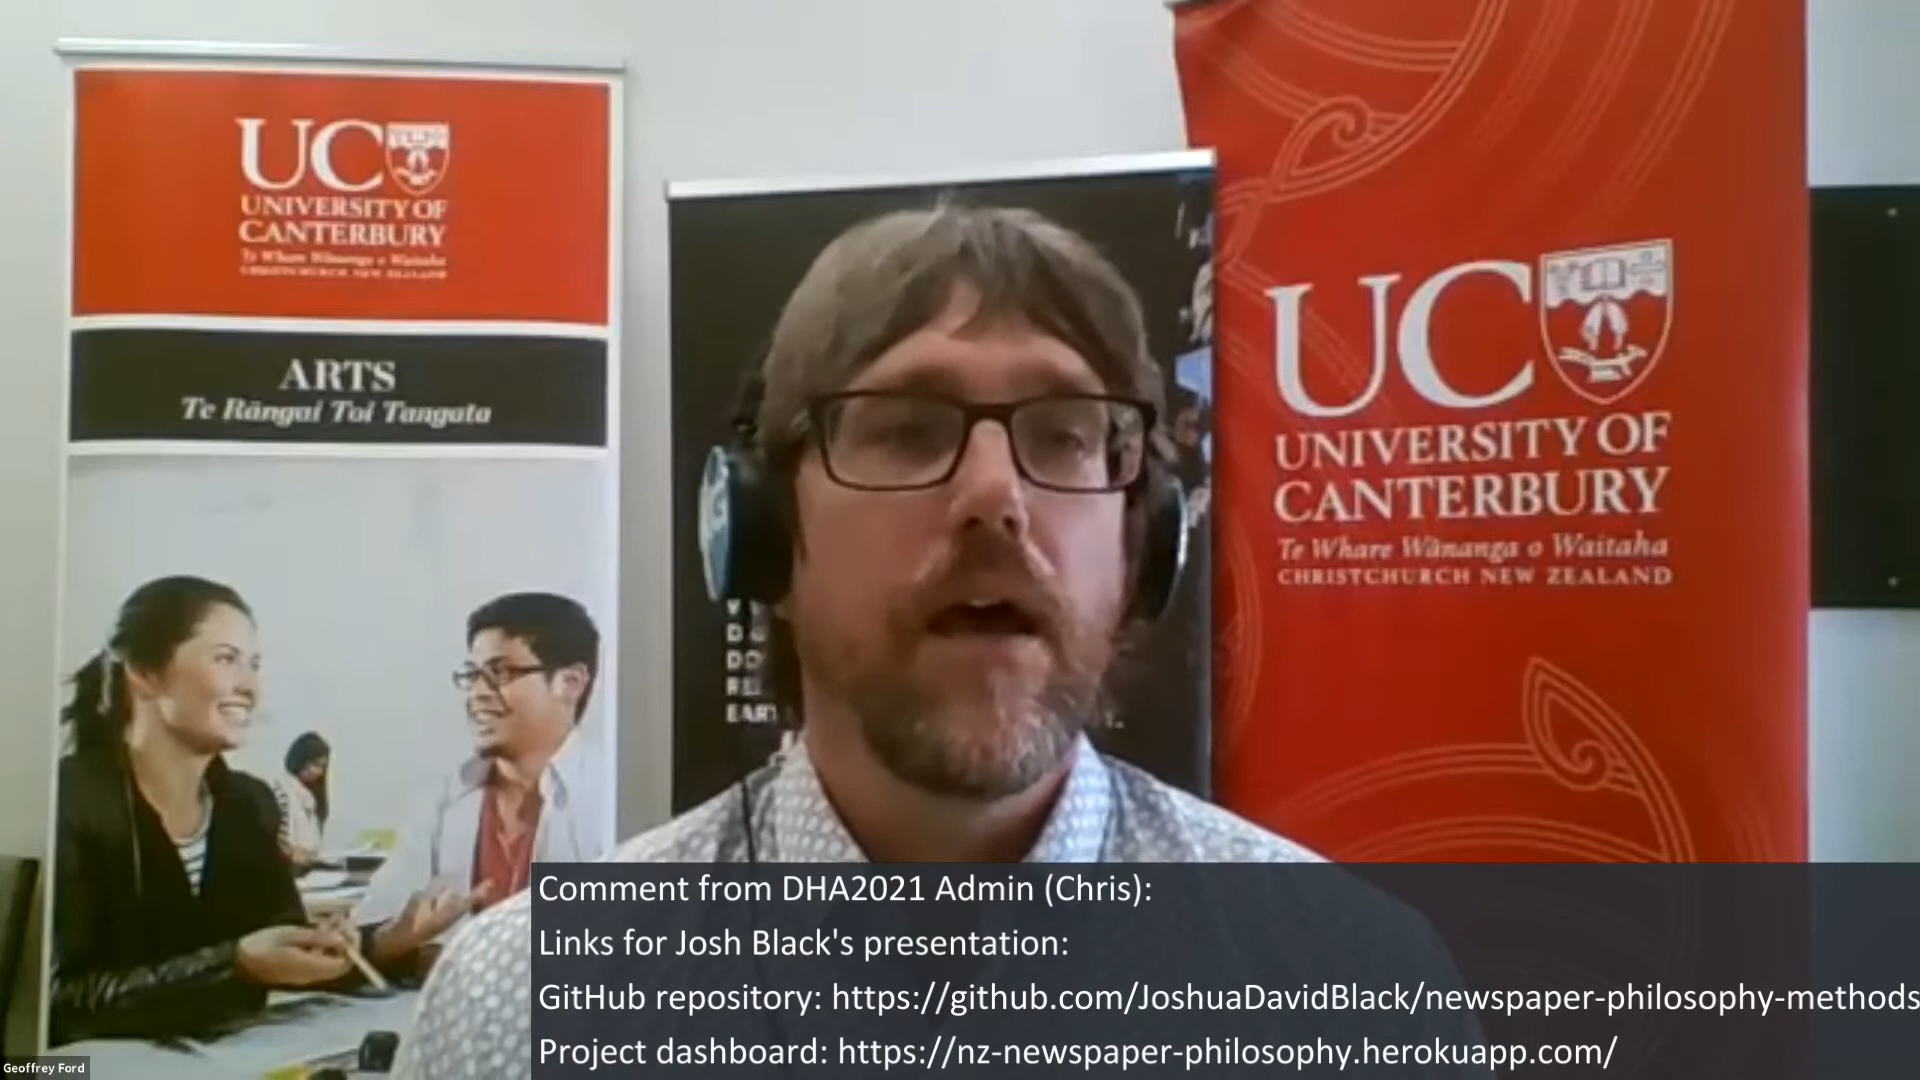 UC
UNIVERSITY OF
CANTERBURY
Te Whare Wānanga o Waitaha
CHRISTCHURCH NEW ZEALAND
ARTS
Te Rāngai Toi Tangata
EART
UC
UNIVERSITY OF
CANTERBURY
Te Whare Wānanga o Waitaha
CHRISTCHURCH NEW ZEALAND
Comment from DHA2021 Admin (Chris):
Links for Josh Black's presentation:
GitHub repository: https://github.com/JoshuaDavidBlack/newspaper-philosophy-methods
Project dashboard: https://nz-newspaper-philosophy.herokuapp.com/
Geoffrey Ford